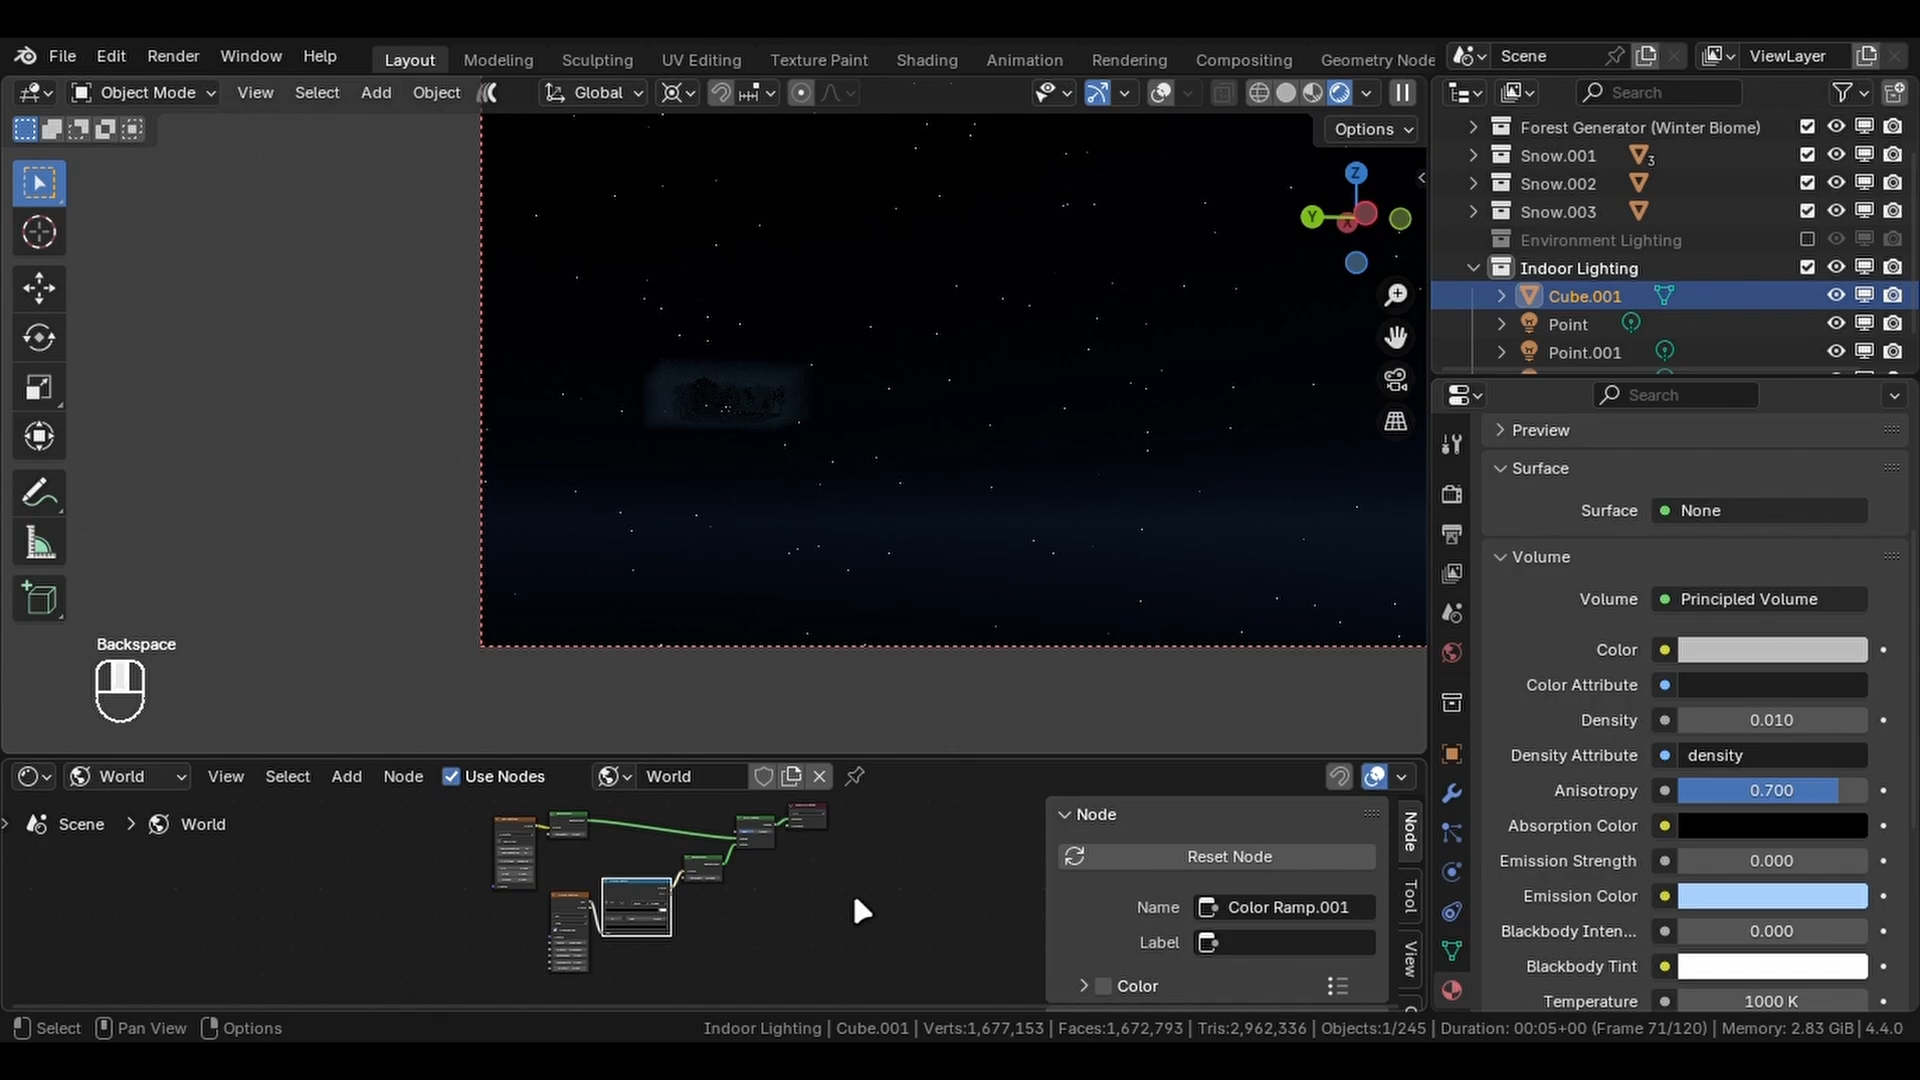 File Edit Render Window Help
Layout Modeling Sculpting UV Editing Texture Paint Shading Animation Rendering Compositing Geometry Node
Scene
ViewLayer
Object Mode View Select Add Object Global
Search
Options
Z
Y
X
Forest Generator (Winter Biome)
Snow.001 3
Snow.002
Snow.003
Environment Lighting
Indoor Lighting
Cube.001
Point
Point.001
Search
Preview
Surface
Surface None
Volume
Volume Principled Volume
Color
Color Attribute
Density 0.010
Density Attribute density
Anisotropy 0.700
Absorption Color
Emission Strength 0.000
Emission Color
Blackbody Inten... 0.000
Blackbody Tint
Temperature 1000 K
Backspace
World View Select Add Node Use Nodes World
Scene World
Node
Reset Node
Name Color Ramp.001
Label
Color
Node
Tool
View
Select Pan View Options
Indoor Lighting | Cube.001 | Verts:1,677,153 | Faces:1,672,793 | Tris:2,962,336 | Objects:1/245 | Duration: 00:05+00 (Frame 71/120) | Memory: 2.83 GiB | 4.4.0